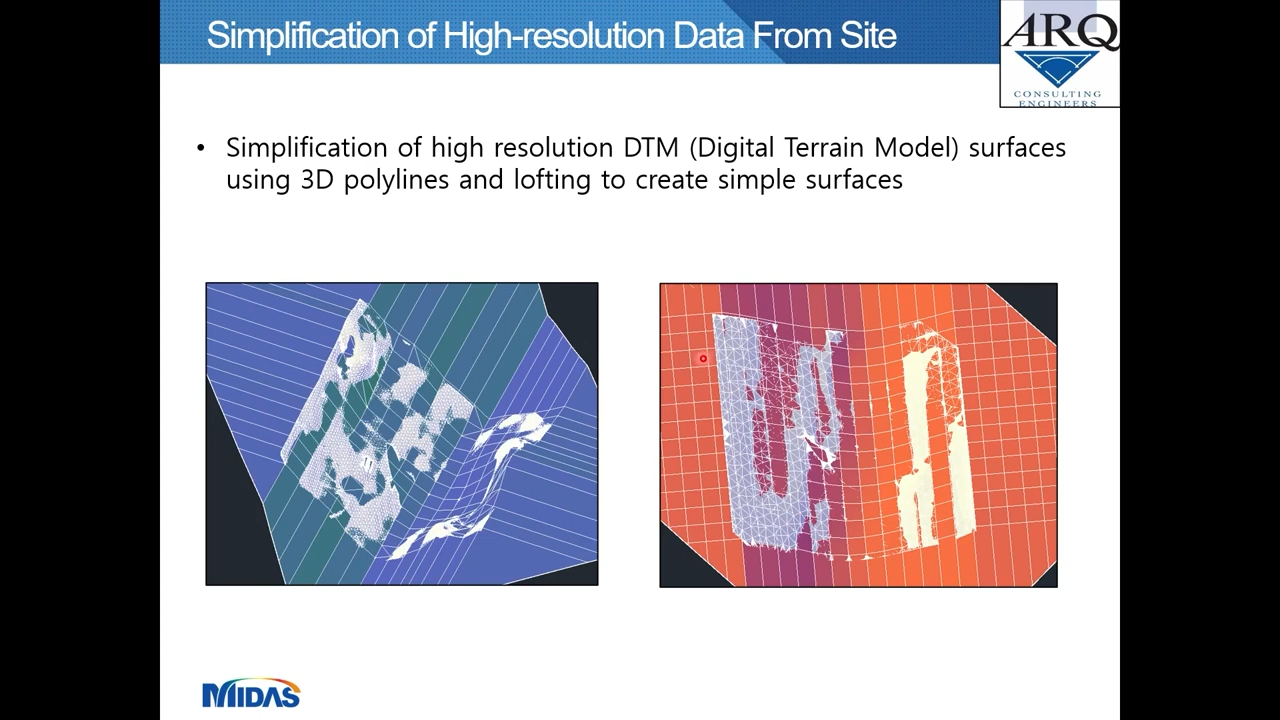 Simplification of High-resolution Data From Site
ARQ
CONSULTING
ENGINEERS
• Simplification of high resolution DTM (Digital Terrain Model) surfaces
using 3D polylines and lofting to create simple surfaces
MIDAS